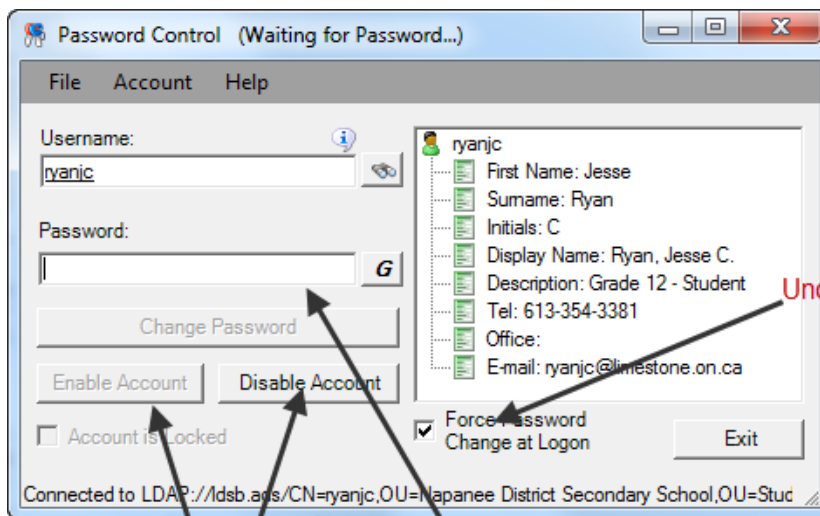 Password Control (Waiting for Password...)
File Account Help
Username:
ryanjc
Password:
G
Change Password
Enable Account Disable Account
Account is Locked
ryanjc
First Name: Jesse
Surname: Ryan
Initials: C
Display Name: Ryan, Jesse C.
Description: Grade 12 - Student
Tel: 613-354-3381
Office:
E-mail: ryanjc@limestone.on.ca
Force Password
Change at Logon
Exit
Connected to LDAP://ldsb.ads/CN=ryanjc,OU=Napanee District Secondary School,OU=Stud